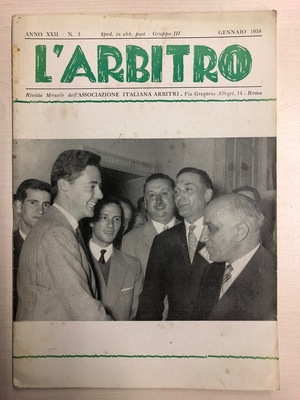 ANNO XXII - N. 3 Sped. in abb. post. - Gruppo III GENNAIO 1958
L'ARBITRO
Rivista Mensile dell'ASSOCIAZIONE ITALIANA ARBITRI - Via Gregorio Allegri, 14 - Roma